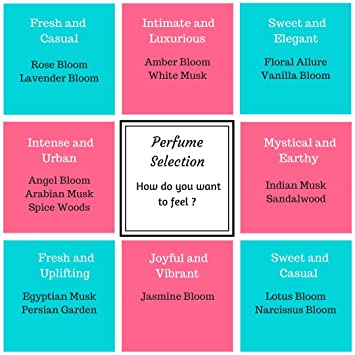 Fresh and
Casual
Rose Bloom
Lavender Bloom
Intimate and
Luxurious
Amber Bloom
White Musk
Sweet and
Elegant
Floral Allure
Vanilla Bloom
Intense and
Urban
Angel Bloom
Arabian Musk
Spice Woods
Perfume
Selection
How do you want
to feel ?
Mystical and
Earthy
Indian Musk
Sandalwood
Fresh and
Uplifting
Egyptian Musk
Persian Garden
Joyful and
Vibrant
Jasmine Bloom
Sweet and
Casual
Lotus Bloom
Narcissus Bloom